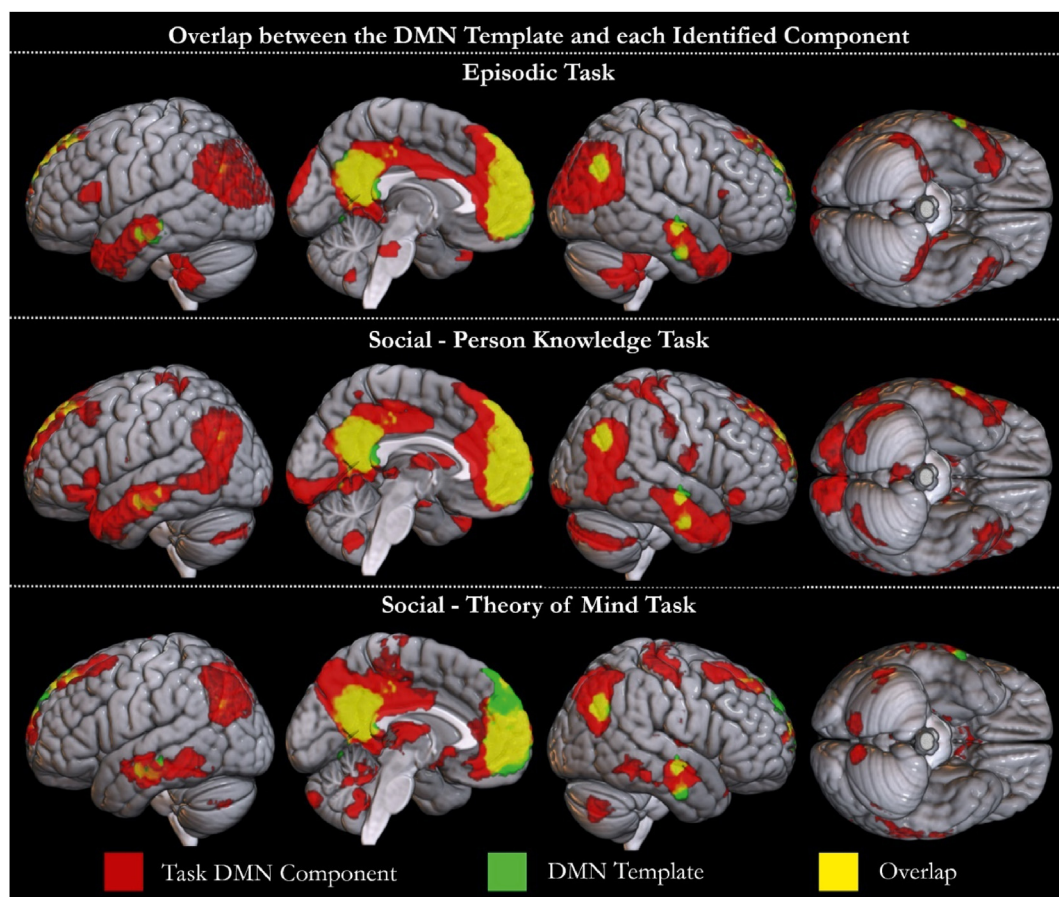 Overlap between the DMN Template and each Identified Component
Episodic Task
Social - Person Knowledge Task
Social - Theory of Mind Task
Task DMN Component
DMN Template
Overlap